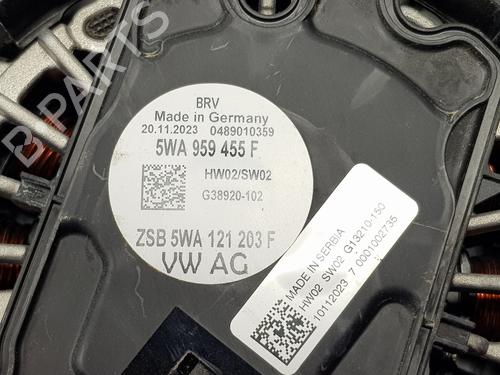 B-PARTS
BRV
Made in Germany
20.11.2023 0489010359
5WA 959 455 F
HW02/SW02
G38920-102
ZSB 5WA 121 203 F
VW AG
MADE IN SERBIA
HW02 SW02 G13210-150
10112023 7 0001002735